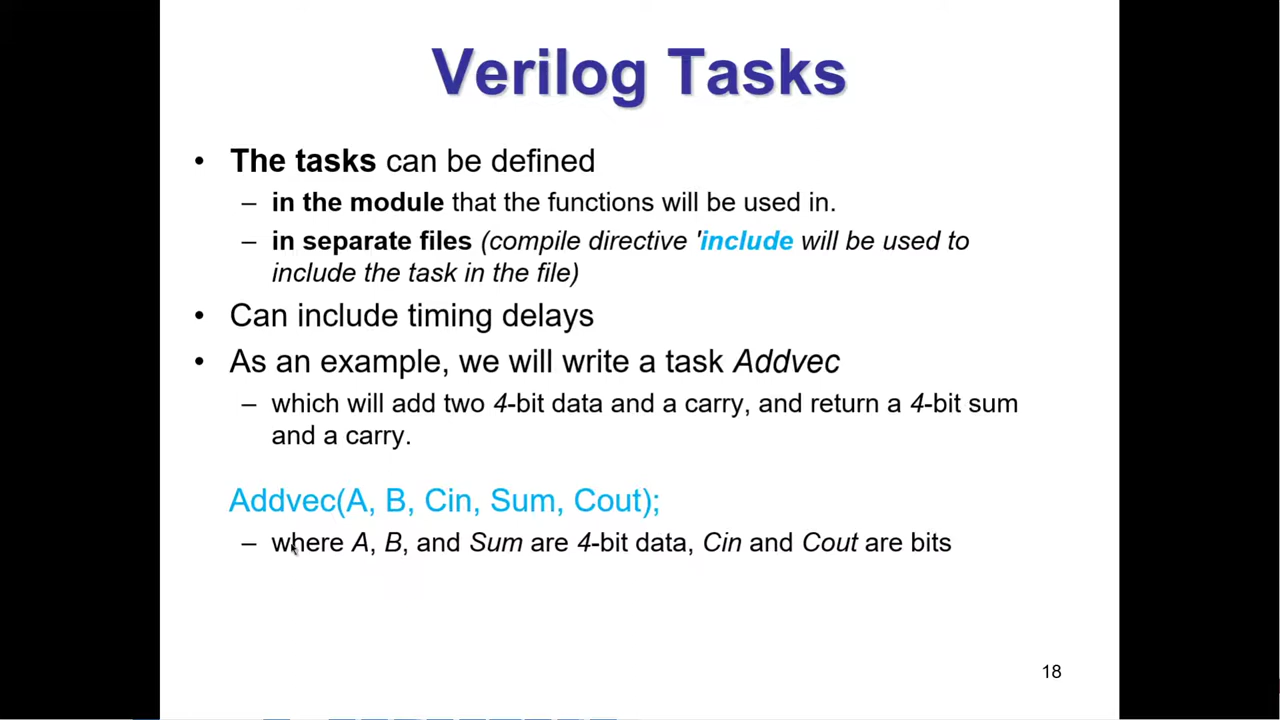 Verilog Tasks
• The tasks can be defined
– in the module that the functions will be used in.
– in separate files (compile directive 'include will be used to
include the task in the file)
• Can include timing delays
• As an example, we will write a task Addvec
– which will add two 4-bit data and a carry, and return a 4-bit sum
and a carry.
Addvec(A, B, Cin, Sum, Cout);
– where A, B, and Sum are 4-bit data, Cin and Cout are bits
18